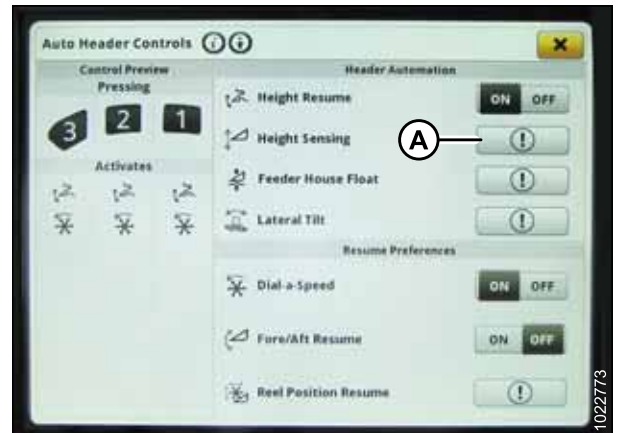 Auto Header Controls
Control Preview
Pressing
3 2 1
Activates
Header Automation
Height Resume ON OFF
Height Sensing A
Feeder House Float
Lateral Tilt
Resume Preferences
Dial-a-Speed ON OFF
Fore/Aft Resume ON OFF
Reel Position Resume
1022773